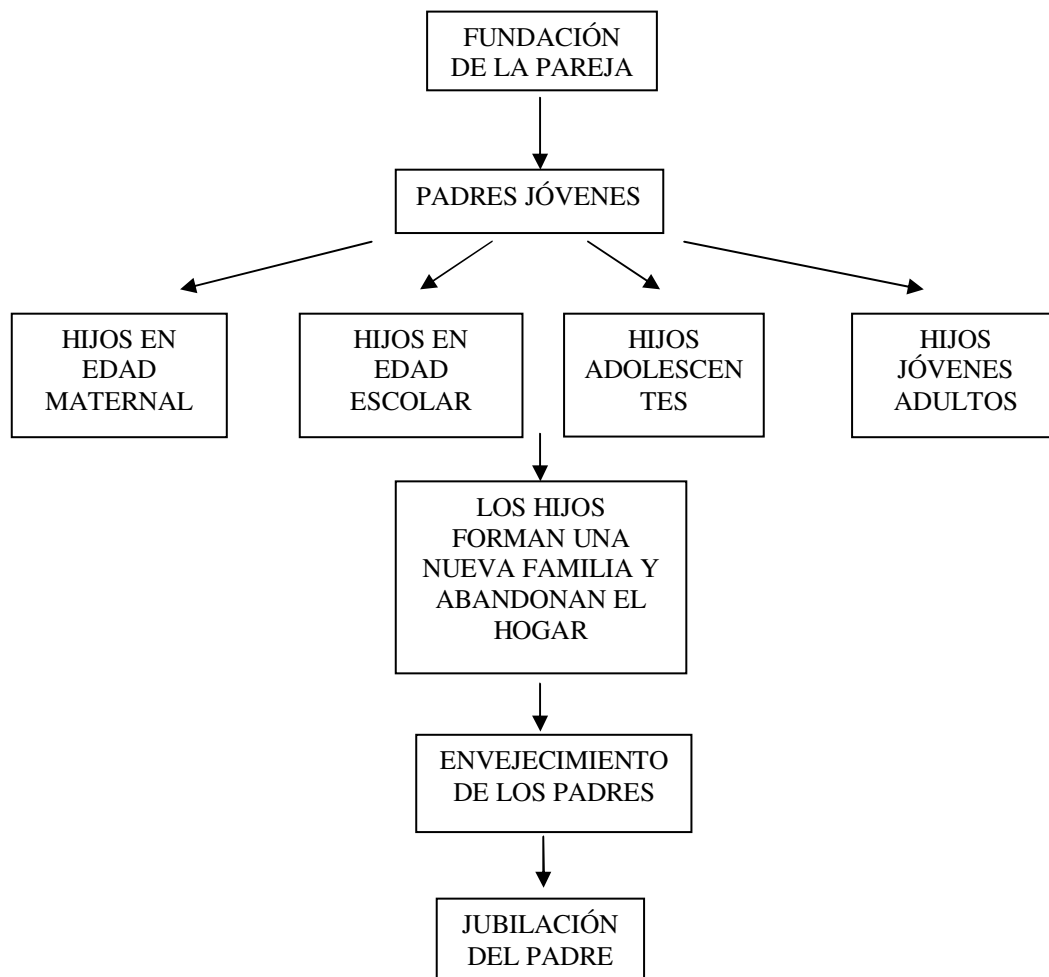 FUNDACIÓN
DE LA PAREJA
PADRES JÓVENES
HIJOS EN
EDAD
MATERNAL
HIJOS EN
EDAD
ESCOLAR
HIJOS
ADOLESCEN
TES
HIJOS
JÓVENES
ADULTOS
LOS HIJOS
FORMAN UNA
NUEVA FAMILIA Y
ABANDONAN EL
HOGAR
ENVEJECIMIENTO
DE LOS PADRES
JUBILACIÓN
DEL PADRE